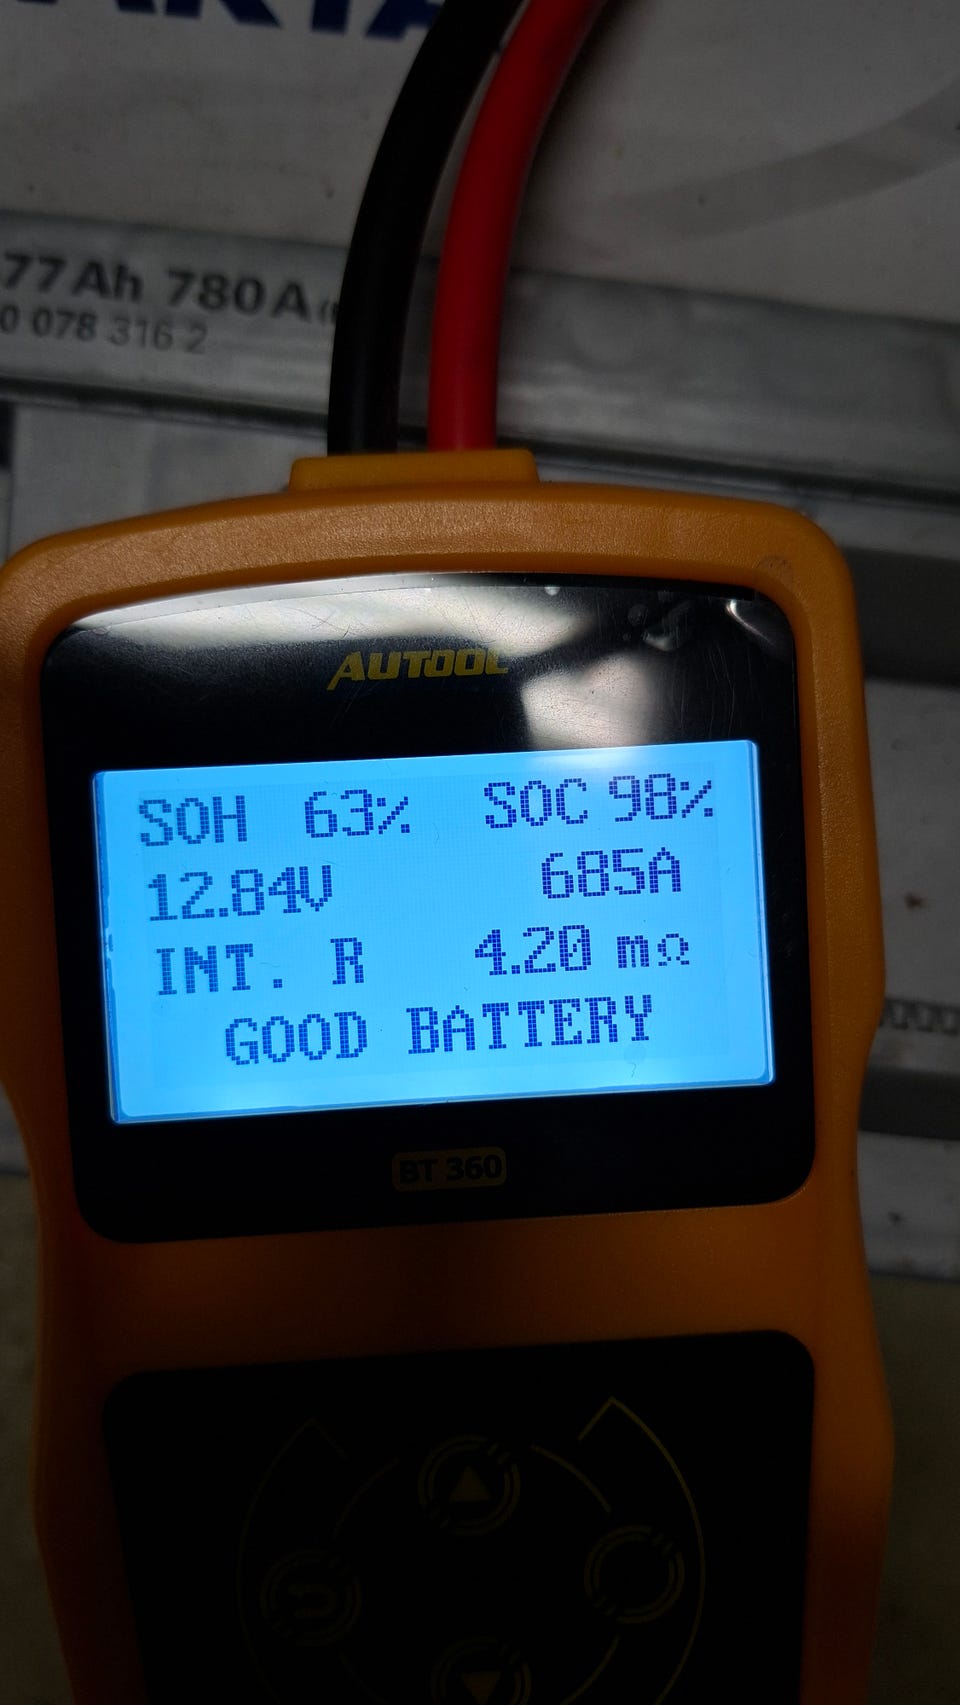 77Ah 780A
0 078 316 2
AUTOOL
SOH 63% SOC 98%
12.84V 685A
INT. R 4.20 mΩ
GOOD BATTERY
BT 360